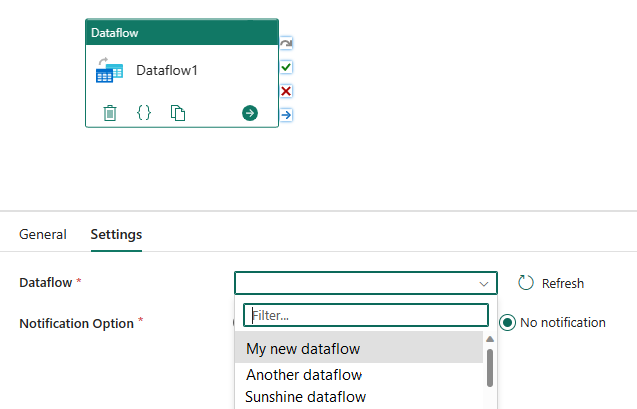 Dataflow
Dataflow1
General Settings
Dataflow * Refresh
Filter...
Notification Option * No notification
My new dataflow
Another dataflow
Sunshine dataflow